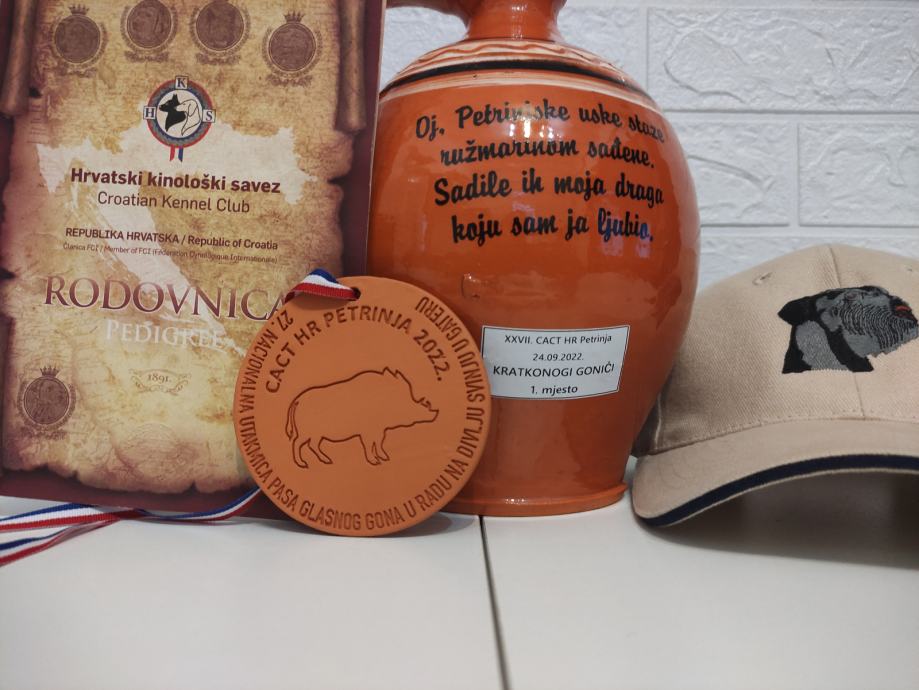 K
H S
Hrvatski kinološki savez
Croatian Kennel Club
REPUBLIKA HRVATSKA / Republic of Croatia
Članica FCI / Member of FCI (Federation Cynologique Internationale)
RODOVNICA
PEDIGREE
1891.
CACT HR PETRINJA 2022.
27. NACIONALNA UTAKMICA PASA GLASNOG GONA U RADU NA DIVLJU SVINJU U GATERU
Oj, Petrinjske uske staze
ružmarinom sađene.
Sadile ih moja draga
koju sam ja ljubio.
XXVII. CACT HR Petrinja
24.09.2022.
KRATKONOGI GONIČI
1. mjesto